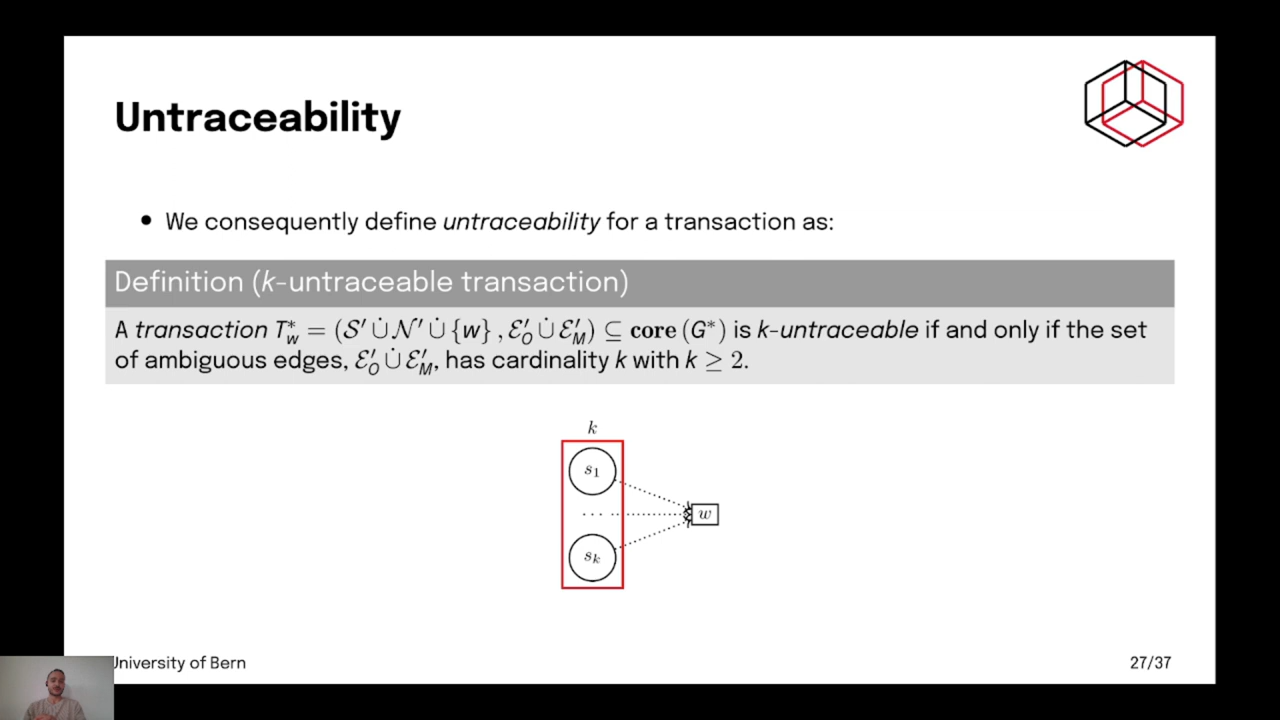 Untraceability
• We consequently define untraceability for a transaction as:
Definition (k-untraceable transaction)
A transaction T*_w = (𝒮′ ∪̇ 𝒩′ ∪̇ {w} , ℰ′_O ∪̇ ℰ′_M) ⊆ core (G*) is k-untraceable if and only if the set
of ambiguous edges, ℰ′_O ∪̇ ℰ′_M, has cardinality k with k ≥ 2.
k
s₁
... w
sₖ
University of Bern 27/37